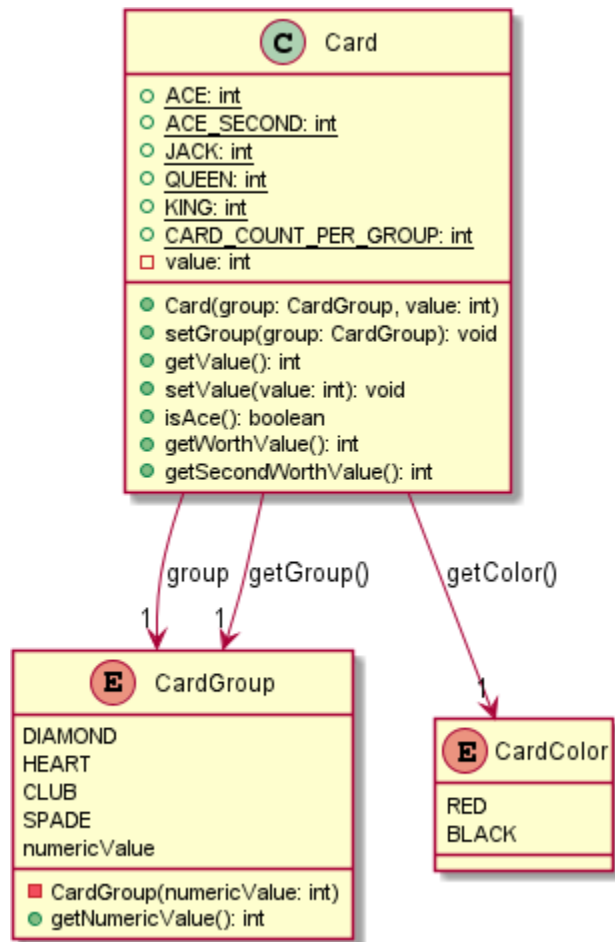 C Card
ACE: int
ACE_SECOND: int
JACK: int
QUEEN: int
KING: int
CARD_COUNT_PER_GROUP: int
value: int
Card(group: CardGroup, value: int)
setGroup(group: CardGroup): void
getValue(): int
setValue(value: int): void
isAce(): boolean
getWorthValue(): int
getSecondWorthValue(): int
group
getGroup()
getColor()
1
1
1
E CardGroup
DIAMOND
HEART
CLUB
SPADE
numericValue
CardGroup(numericValue: int)
getNumericValue(): int
E CardColor
RED
BLACK